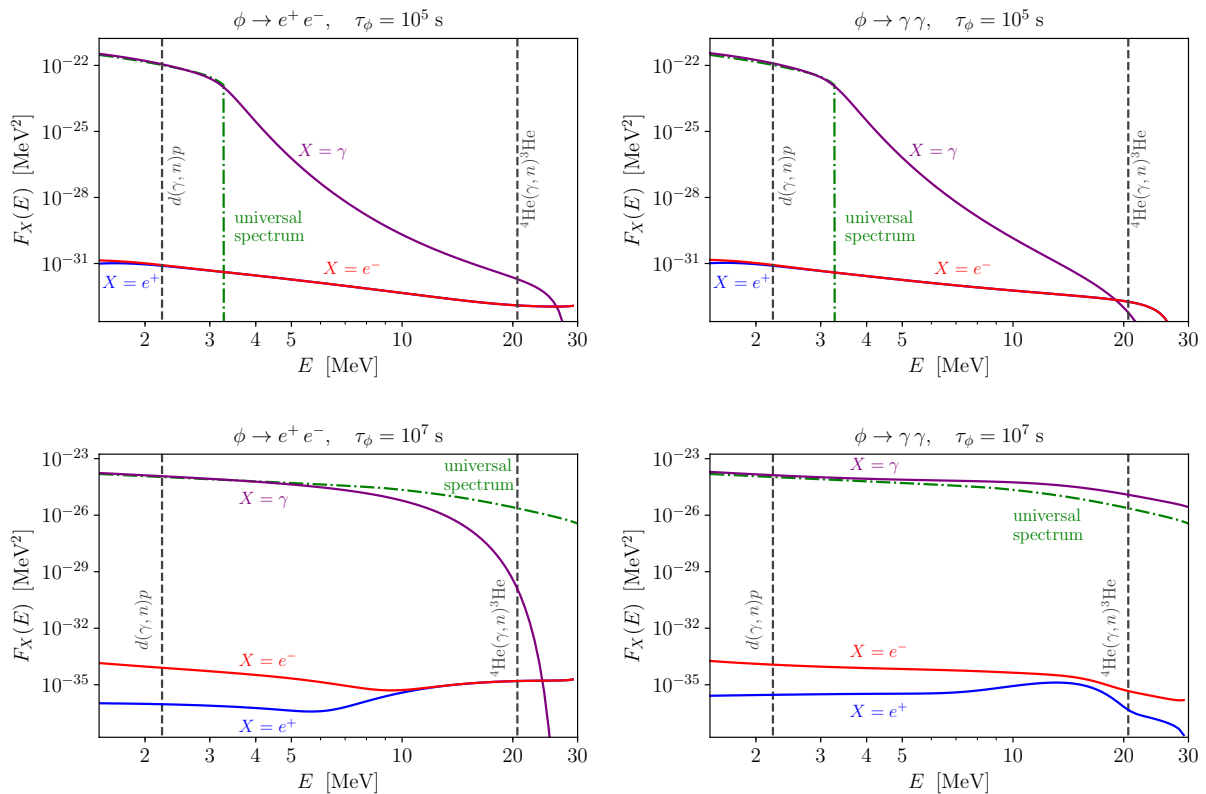 ϕ → e⁺ e⁻, τ_ϕ = 10⁵ s
F_X(E) [MeV²]
10⁻²²
10⁻²⁵
10⁻²⁸
10⁻³¹
d(γ, n)p
⁴He(γ, n)³He
X = γ
universal
spectrum
X = e⁻
X = e⁺
2 3 4 5 10 20 30
E [MeV]
ϕ → γ γ, τ_ϕ = 10⁵ s
F_X(E) [MeV²]
10⁻²²
10⁻²⁵
10⁻²⁸
10⁻³¹
d(γ, n)p
⁴He(γ, n)³He
X = γ
universal
spectrum
X = e⁻
X = e⁺
2 3 4 5 10 20 30
E [MeV]
ϕ → e⁺ e⁻, τ_ϕ = 10⁷ s
F_X(E) [MeV²]
10⁻²³
10⁻²⁶
10⁻²⁹
10⁻³²
10⁻³⁵
universal
spectrum
X = γ
d(γ, n)p
⁴He(γ, n)³He
X = e⁻
X = e⁺
2 3 4 5 10 20 30
E [MeV]
ϕ → γ γ, τ_ϕ = 10⁷ s
F_X(E) [MeV²]
10⁻²³
10⁻²⁶
10⁻²⁹
10⁻³²
10⁻³⁵
X = γ
universal
spectrum
d(γ, n)p
⁴He(γ, n)³He
X = e⁻
X = e⁺
2 3 4 5 10 20 30
E [MeV]